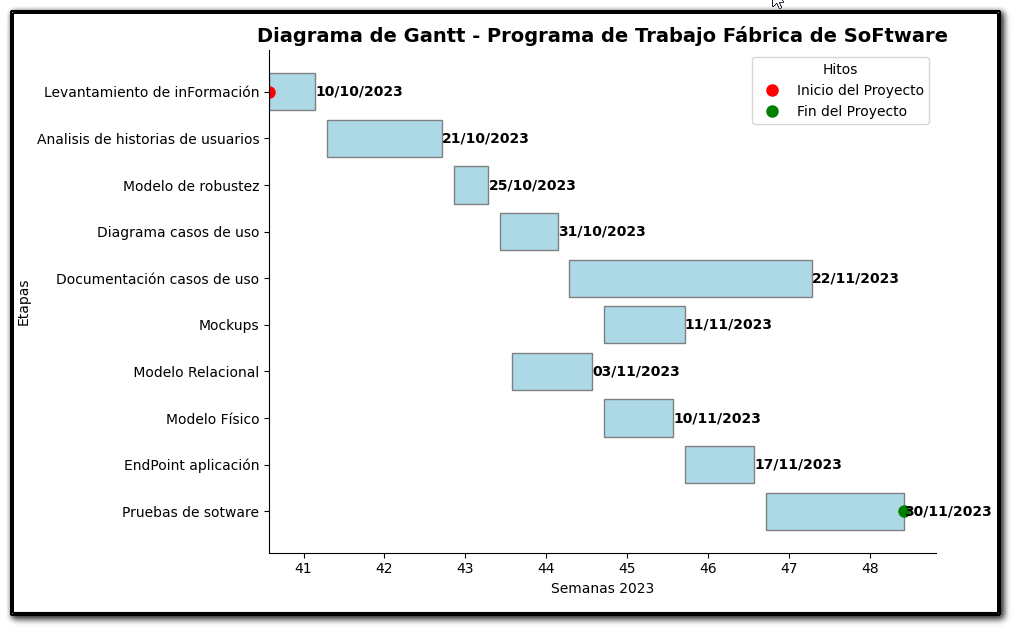 Diagrama de Gantt - Programa de Trabajo Fábrica de SoFtware
Hitos
Inicio del Proyecto
Fin del Proyecto
Etapas
Levantamiento de inFormación 10/10/2023
Analisis de historias de usuarios 21/10/2023
Modelo de robustez 25/10/2023
Diagrama casos de uso 31/10/2023
Documentación casos de uso 22/11/2023
Mockups 11/11/2023
Modelo Relacional 03/11/2023
Modelo Físico 10/11/2023
EndPoint aplicación 17/11/2023
Pruebas de sotware 30/11/2023
41 42 43 44 45 46 47 48
Semanas 2023